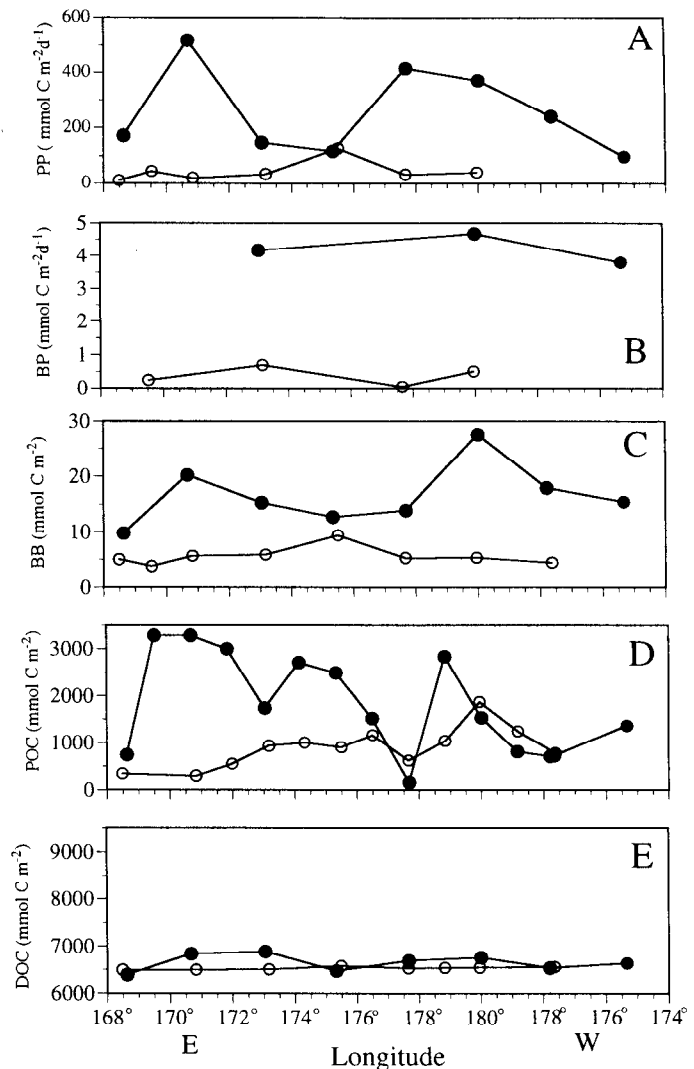 600
400
200
0
PP ( mmol C m⁻²d⁻¹)
A
5
4
3
2
1
0
BP (mmol C m⁻²d⁻¹)
B
30
20
10
0
BB (mmol C m⁻²)
C
3000
2000
1000
0
POC (mmol C m⁻²)
D
9000
8000
7000
6000
DOC (mmol C m⁻²)
E
168° 170° 172° 174° 176° 178° 180° 178° 176° 174°
E Longitude W